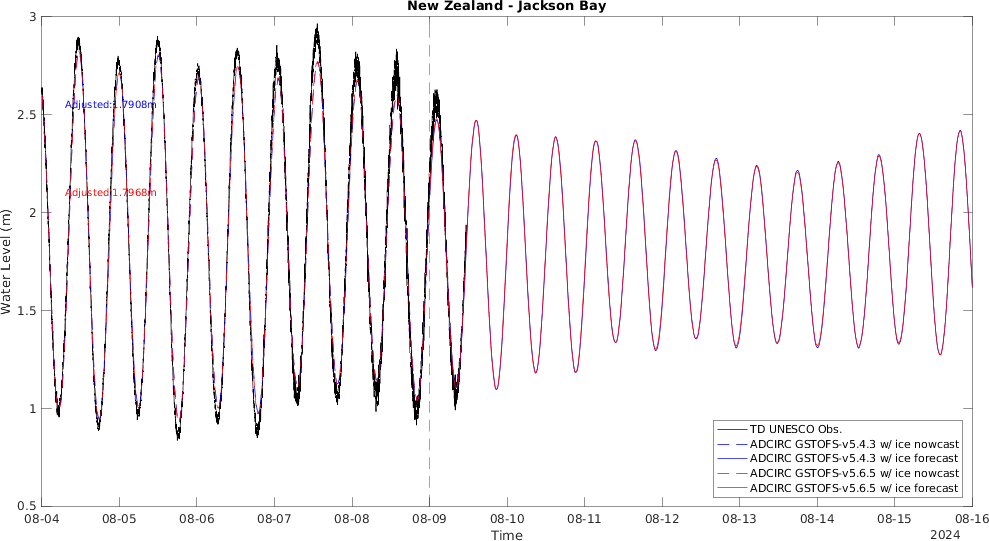 New Zealand - Jackson Bay
Water Level (m)
3
2.5
2
1.5
1
0.5
Adjusted:1.7908m
Adjusted:1.7968m
TD UNESCO Obs.
ADCIRC GSTOFS-v5.4.3 w/ ice nowcast
ADCIRC GSTOFS-v5.4.3 w/ ice forecast
ADCIRC GSTOFS-v5.6.5 w/ ice nowcast
ADCIRC GSTOFS-v5.6.5 w/ ice forecast
08-04 08-05 08-06 08-07 08-08 08-09 08-10 08-11 08-12 08-13 08-14 08-15 08-16
Time
2024